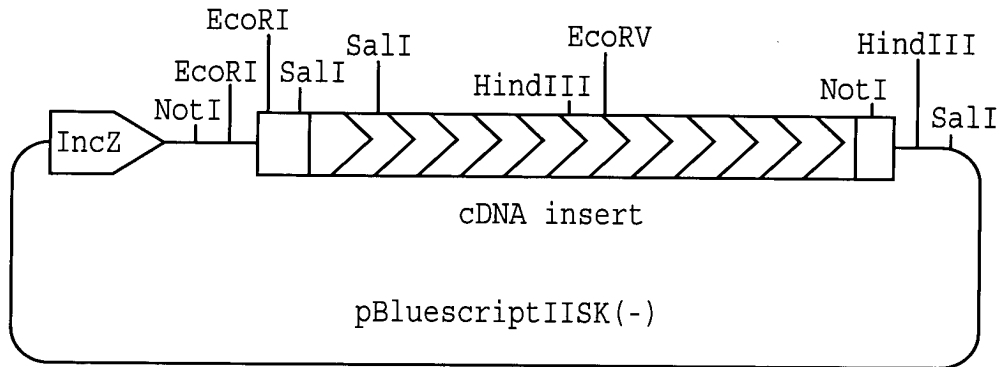 EcoRI
SalI
EcoRV
HindIII
EcoRI
SalI
HindIII
NotI
NotI
SalI
IncZ
cDNA insert
pBluescriptIISK(-)